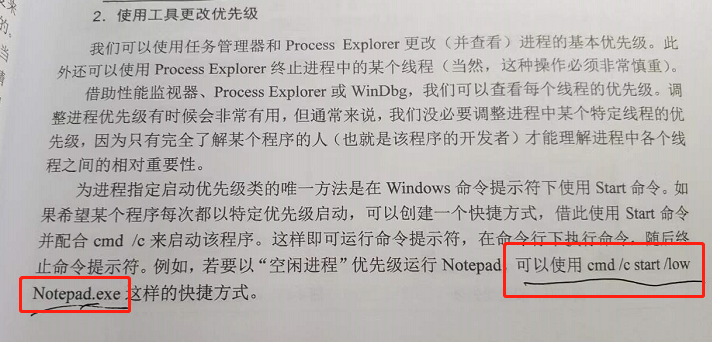 2. 使用工具更改优先级
我们可以使用任务管理器和 Process Explorer 更改（并查看）进程的基本优先级。此
外还可以使用 Process Explorer 终止进程中的某个线程（当然，这种操作必须非常慎重）。
借助性能监视器、Process Explorer 或 WinDbg，我们可以查看每个线程的优先级。调
整进程优先级有时候会非常有用，但通常来说，我们没必要调整进程中某个特定线程的优
先级，因为只有完全了解某个程序的人（也就是该程序的开发者）才能理解进程中各个线
程之间的相对重要性。
为进程指定启动优先级类的唯一方法是在 Windows 命令提示符下使用 Start 命令。如
果希望某个程序每次都以特定优先级启动，可以创建一个快捷方式，借此使用 Start 命令
并配合 cmd /c 来启动该程序。这样即可运行命令提示符，在命令行下执行命令，随后终
止命令提示符。例如，若要以“空闲进程”优先级运行 Notepad 可以使用 cmd /c start /low
Notepad.exe 这样的快捷方式。